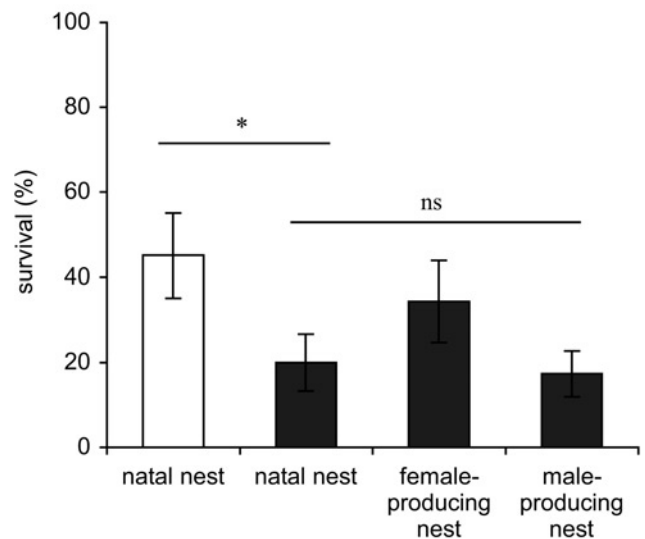 100
80
*
60
ns
survival (%)
40
20
0
natal nest
natal nest
female-
producing
nest
male-
producing
nest